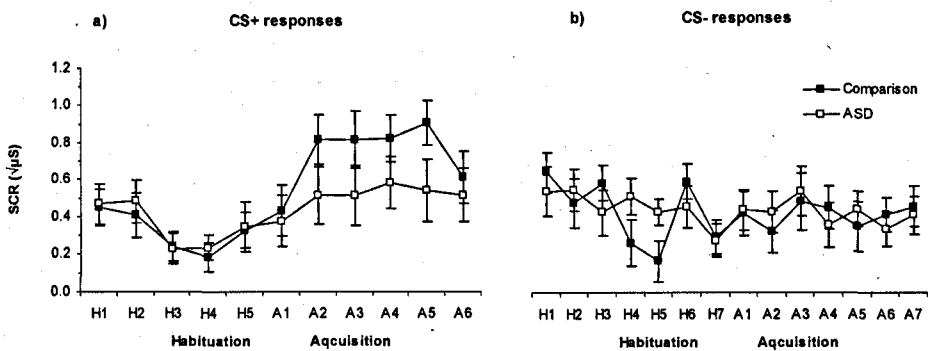 a) CS+ responses
SCR (√µS)
1.2
1.0
0.8
0.6
0.4
0.2
0.0
H1 H2 H3 H4 H5 A1 A2 A3 A4 A5 A6
Habituation Aqcuisition
b) CS- responses
Comparison
ASD
H1 H2 H3 H4 H5 H6 H7 A1 A2 A3 A4 A5 A6 A7
Habituation Aqcuisition